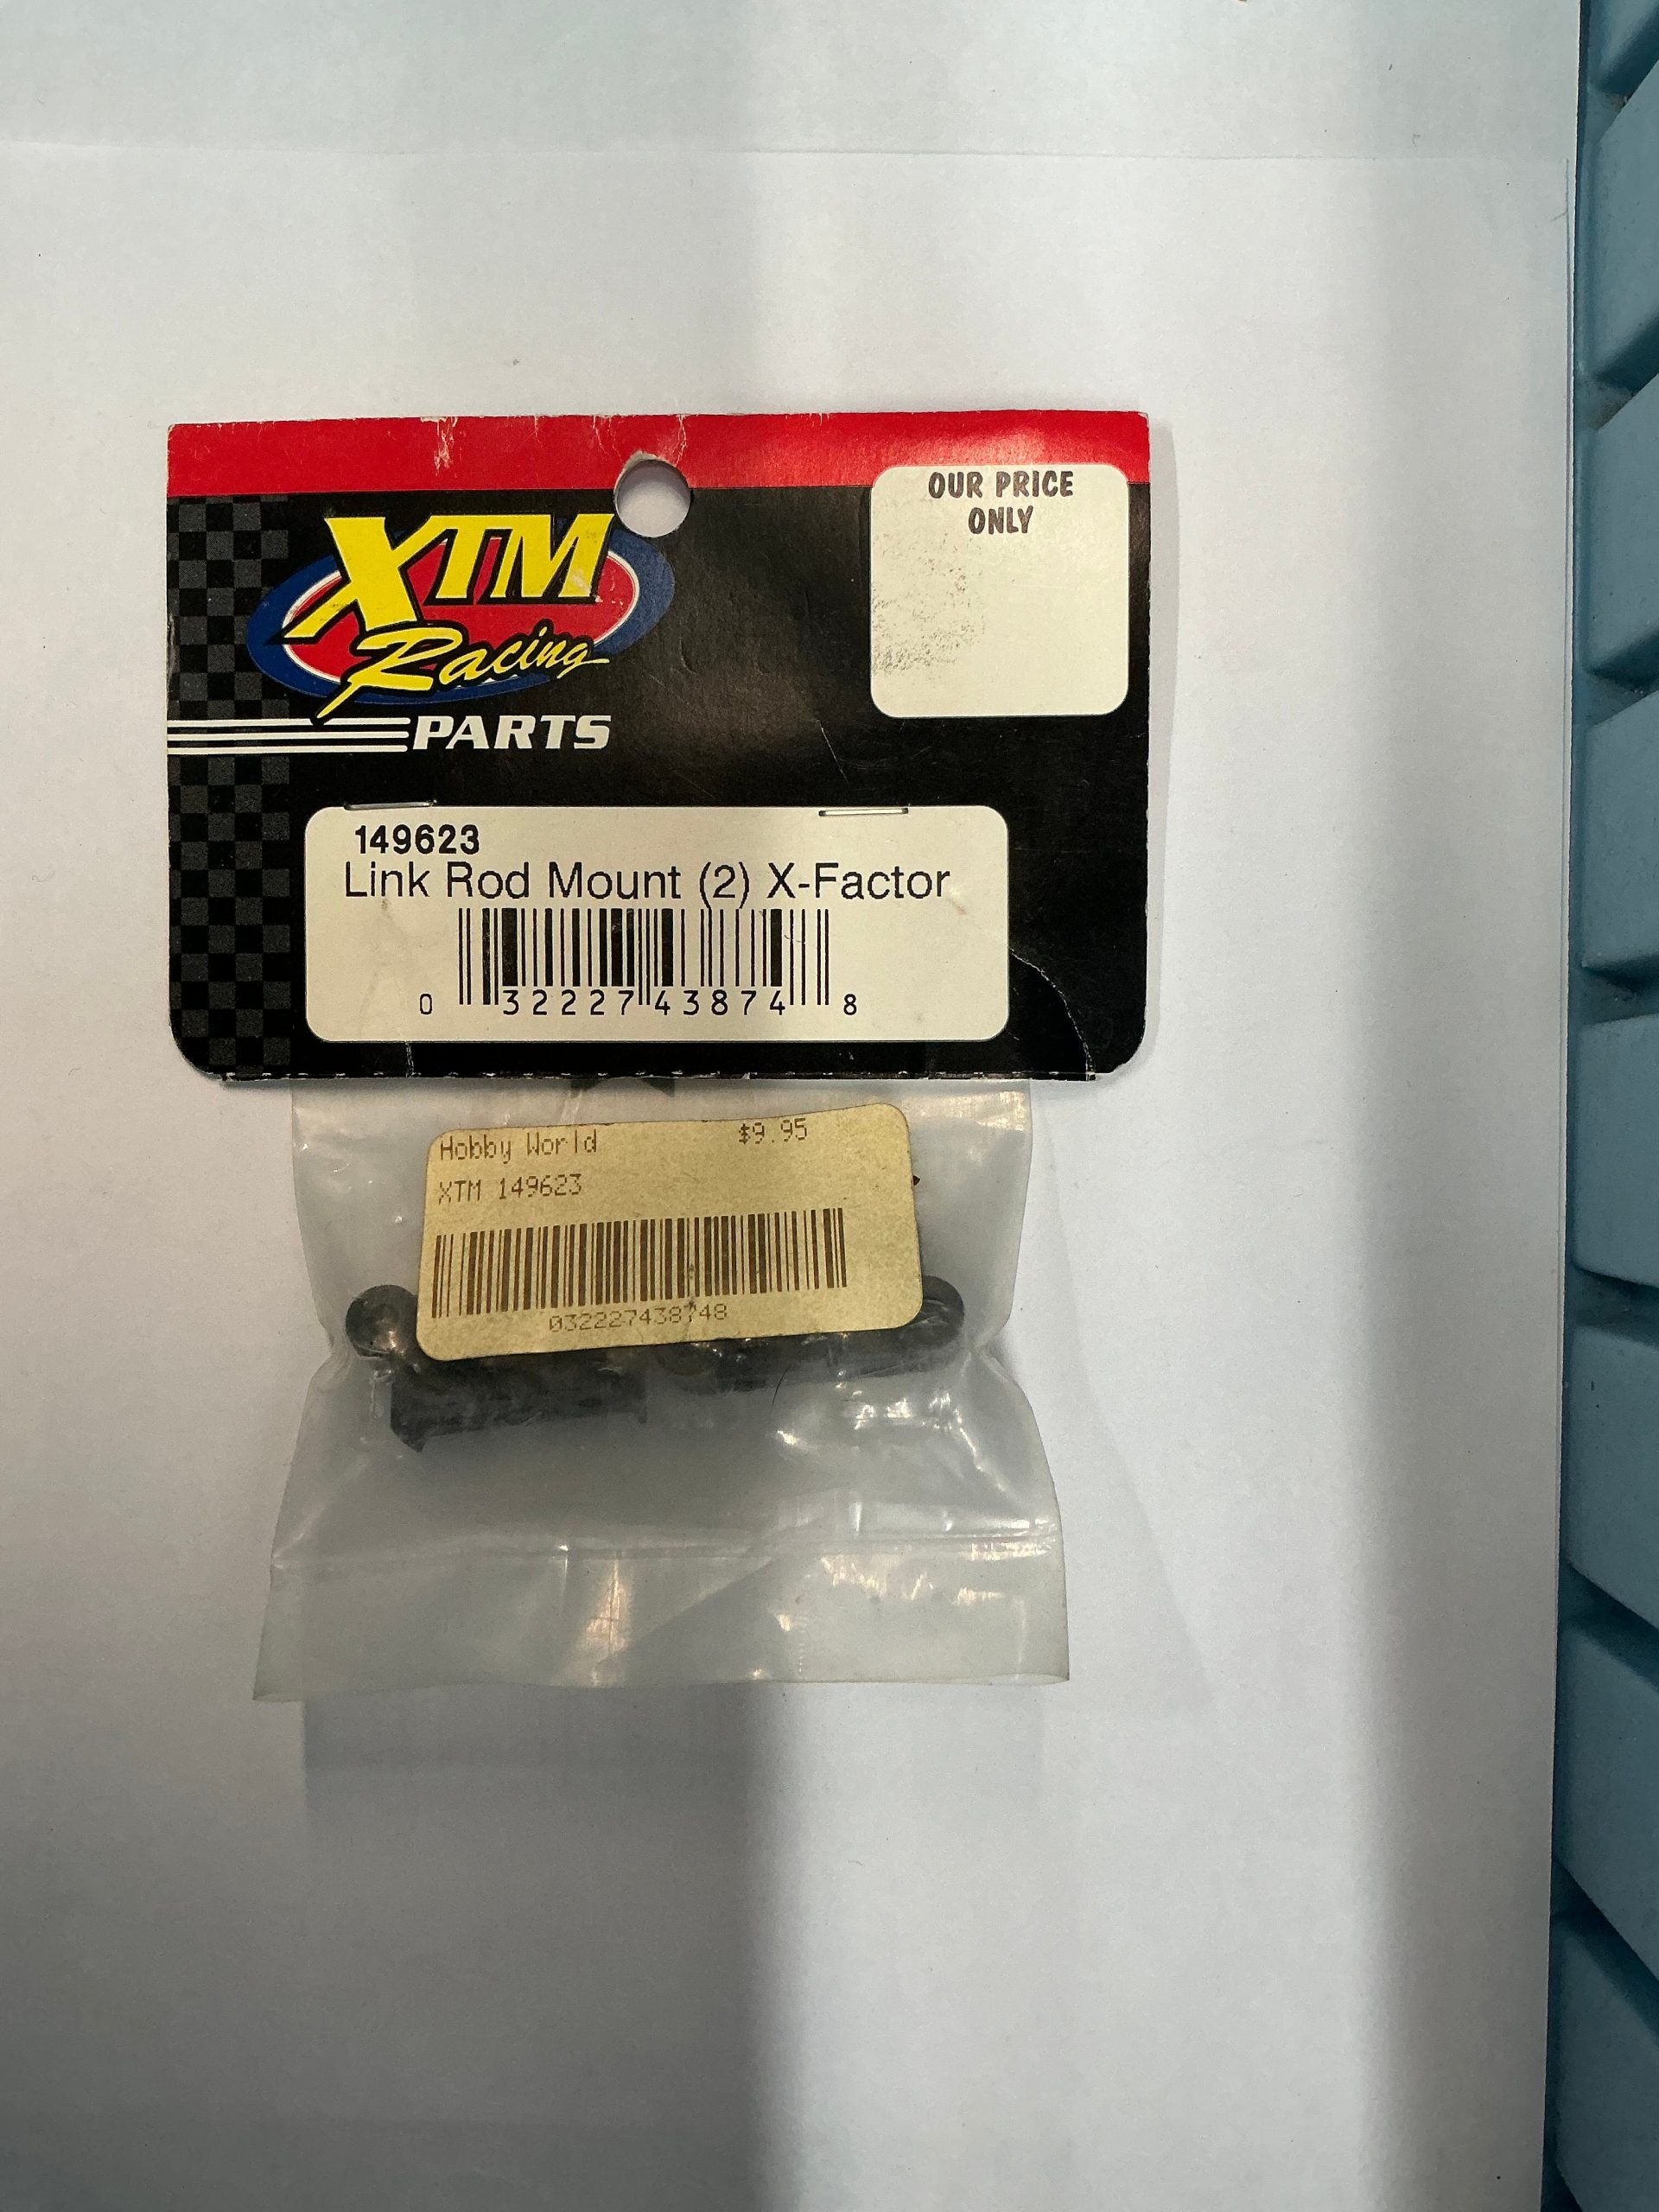 XTM
Racing
PARTS
OUR PRICE
ONLY
149623
Link Rod Mount (2) X-Factor
0 32227 43874 8
Hobby World $9.95
XTM 149623
032227438748